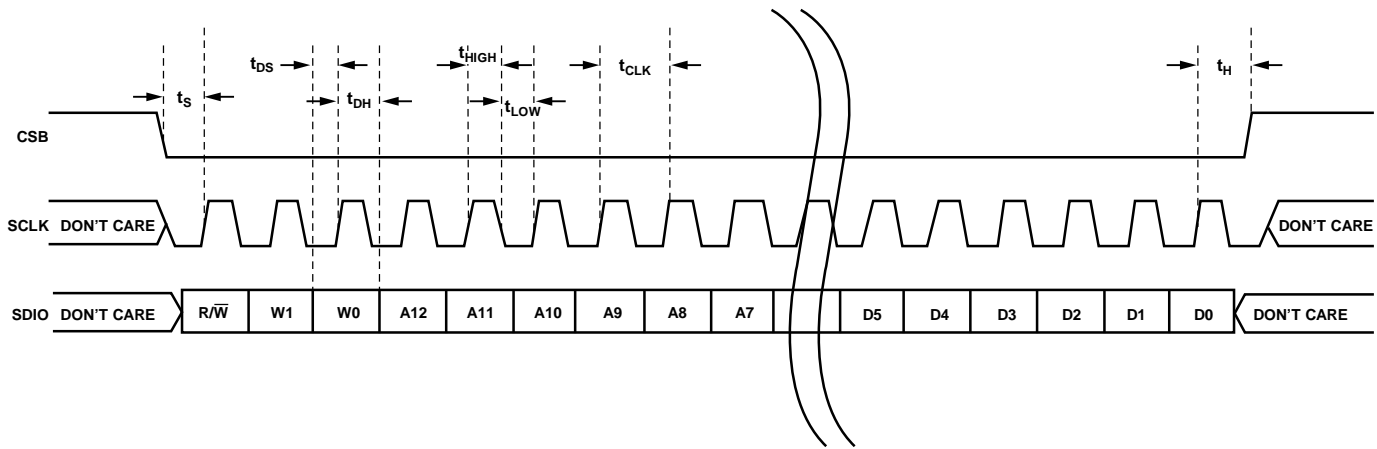 tHIGH
tDS
tCLK
tH
tS
tDH
tLOW
CSB
SCLK DON'T CARE DON'T CARE
SDIO DON'T CARE R/W̅ W1 W0 A12 A11 A10 A9 A8 A7 D5 D4 D3 D2 D1 D0 DON'T CARE